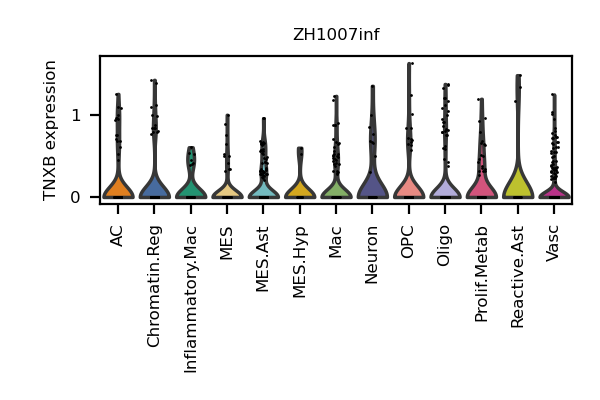 ZH1007inf
TNXB expression
1
0
AC
Chromatin.Reg
Inflammatory.Mac
MES
MES.Ast
MES.Hyp
Mac
Neuron
OPC
Oligo
Prolif.Metab
Reactive.Ast
Vasc